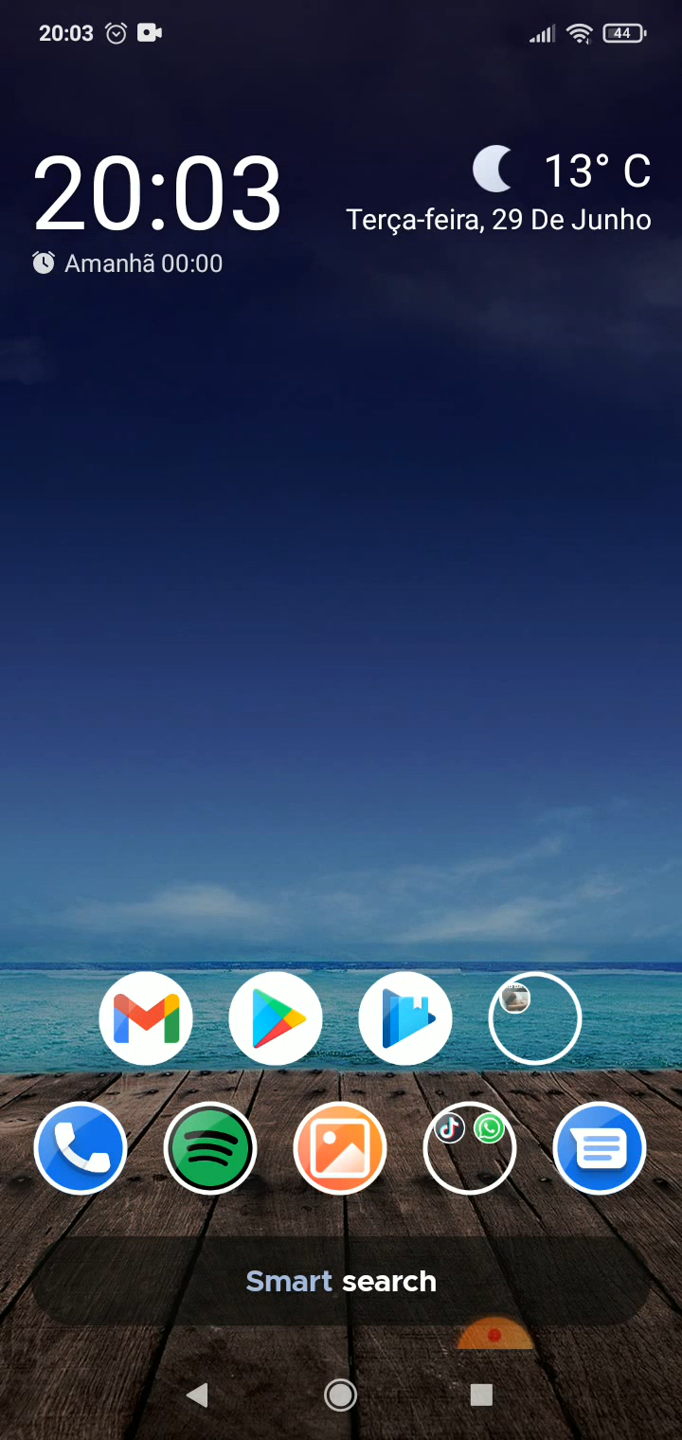 20:03
44
20:03
13° C
Terça-feira, 29 De Junho
Amanhã 00:00
Smart search